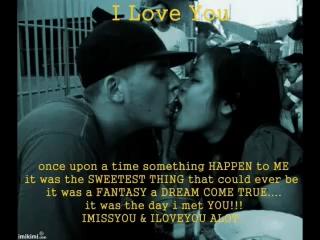 I Love You
once upon a time something HAPPEN to ME
it was the SWEETEST THING that could ever be
it was a FANTASY a DREAM COME TRUE....
it was the day i met YOU!!!
IMISSYOU & ILOVEYOU ALOT
imikimi.com